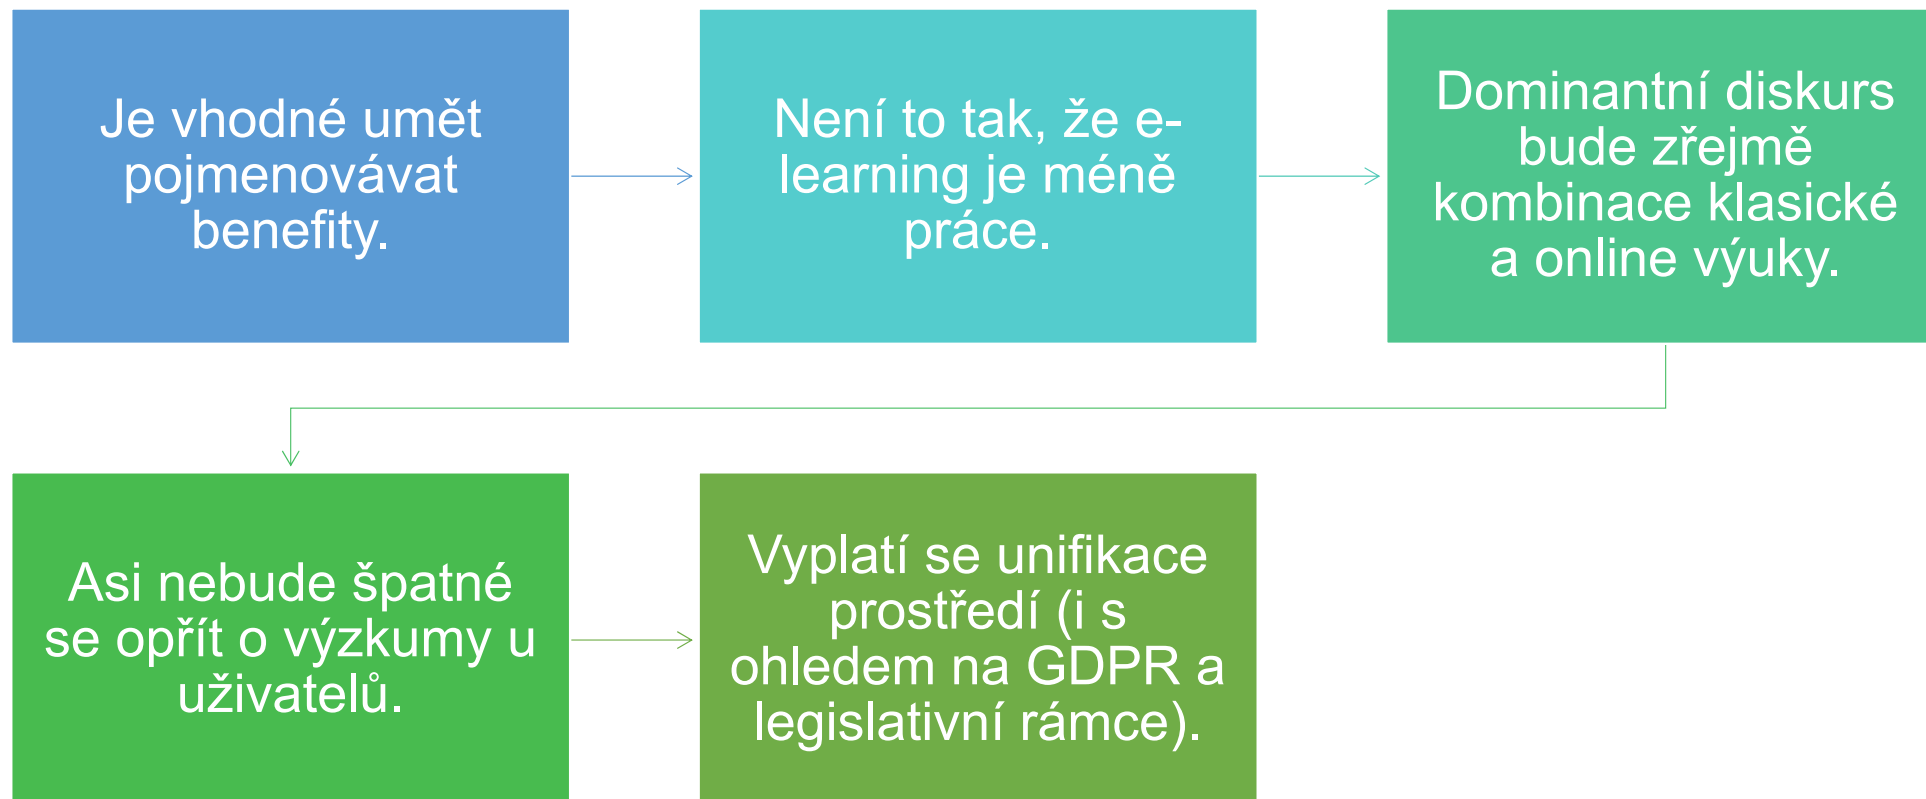 Je vhodné umět
pojmenovávat
benefity.
Není to tak, že e-
learning je méně
práce.
Dominantní diskurs
bude zřejmě
kombinace klasické
a online výuky.
Asi nebude špatné
se opřít o výzkumy u
uživatelů.
Vyplatí se unifikace
prostředí (i s
ohledem na GDPR a
legislativní rámce).